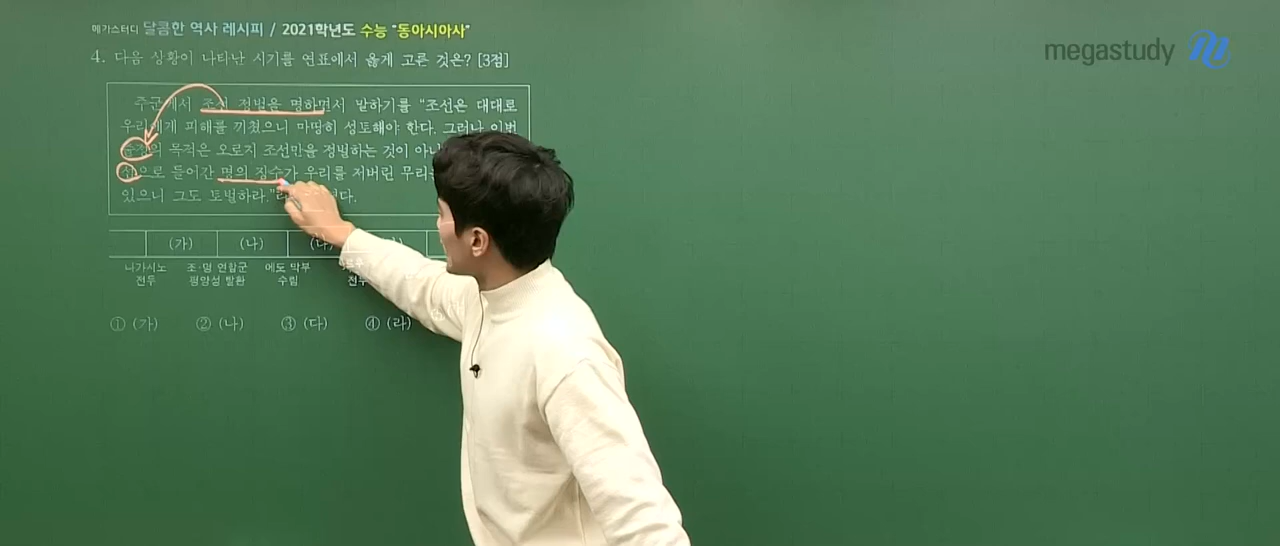 메가스터디 달콤한 역사 레시피 / 2021학년도 수능 "동아시아사"
megastudy
4. 다음 상황이 나타난 시기를 연표에서 옳게 고른 것은? [3점]
주군께서 조선 정벌을 명하면서 말하기를 "조선은 대대로
우리에게 피해를 끼쳤으니 마땅히 성토해야 한다. 그러나 이번
출정의 목적은 오로지 조선만을 정벌하는 것이 아니
섬으로 들어간 명의 장수가 우리를 저버린 무리
있으니 그도 토벌하라."
(가) (나) (다)
나가시노 전투
조·명 연합군 평양성 탈환
에도 막부 수립
① (가) ② (나) ③ (다) ④ (라)